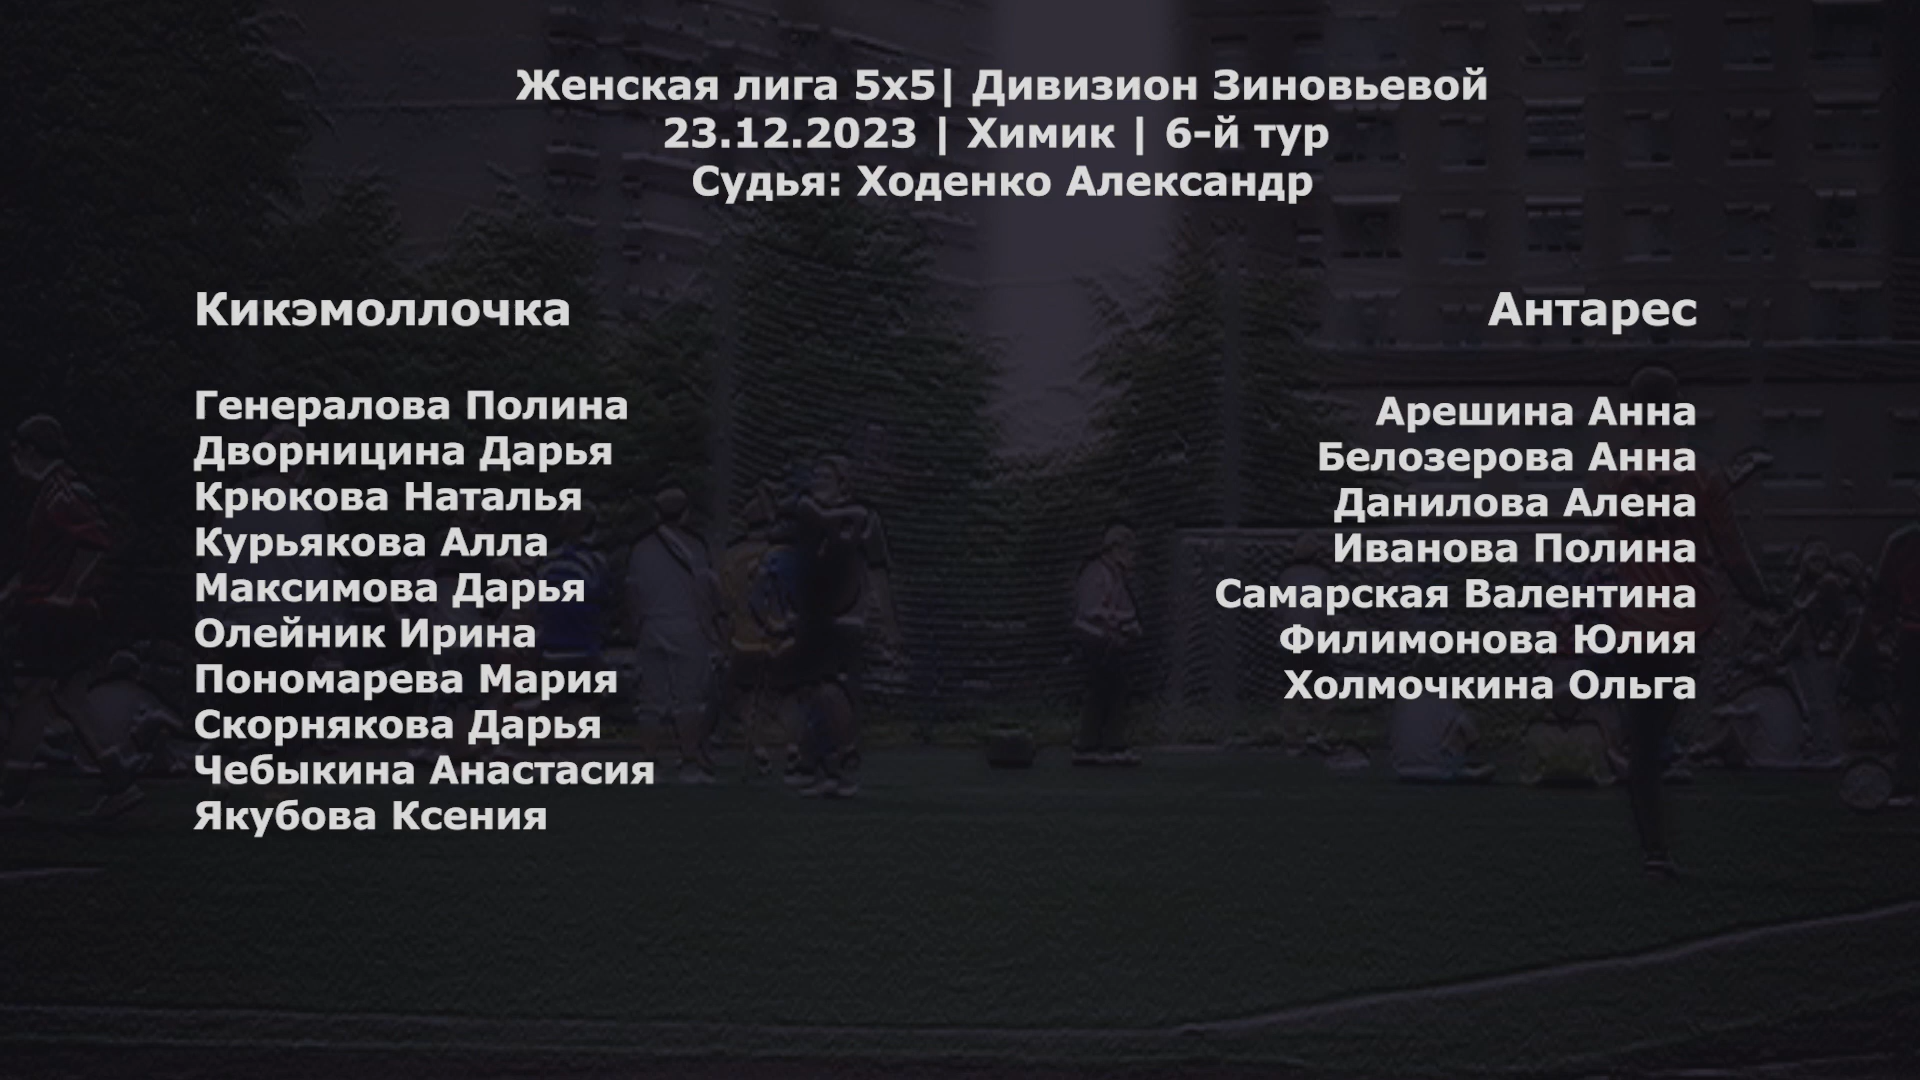 Женская лига 5х5| Дивизион Зиновьевой
23.12.2023 | Химик | 6-й тур
Судья: Ходенко Александр
Кикэмоллочка
Генералова Полина
Дворницина Дарья
Крюкова Наталья
Курьякова Алла
Максимова Дарья
Олейник Ирина
Пономарева Мария
Скорнякова Дарья
Чебыкина Анастасия
Якубова Ксения
Антарес
Арешина Анна
Белозерова Анна
Данилова Алена
Иванова Полина
Самарская Валентина
Филимонова Юлия
Холмочкина Ольга